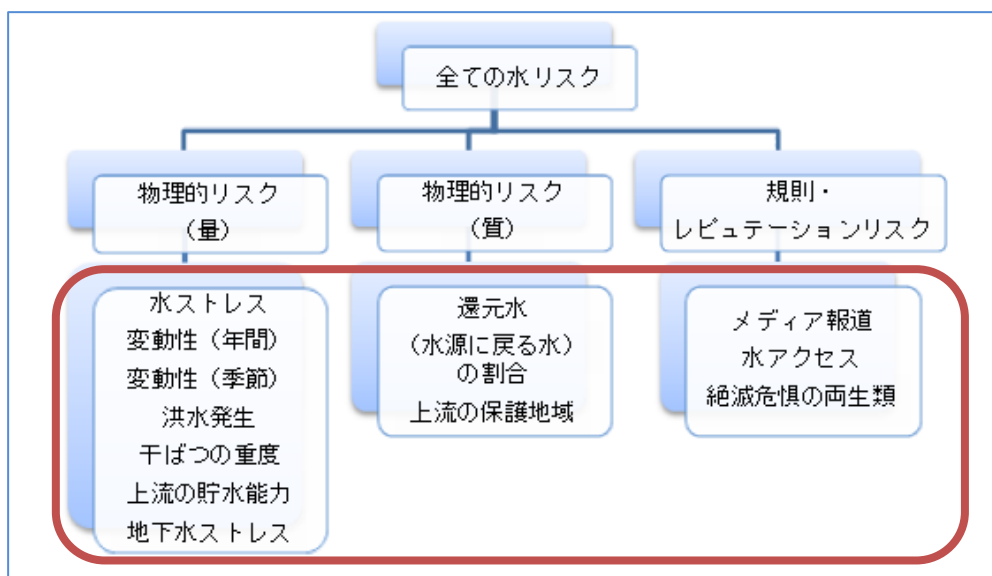 全ての水リスク
物理的リスク
（量）
物理的リスク
（質）
規則・
レピュテーションリスク
水ストレス
変動性（年間）
変動性（季節）
洪水発生
干ばつの重度
上流の貯水能力
地下水ストレス
還元水
（水源に戻る水）
の割合
上流の保護地域
メディア報道
水アクセス
絶滅危惧の両生類